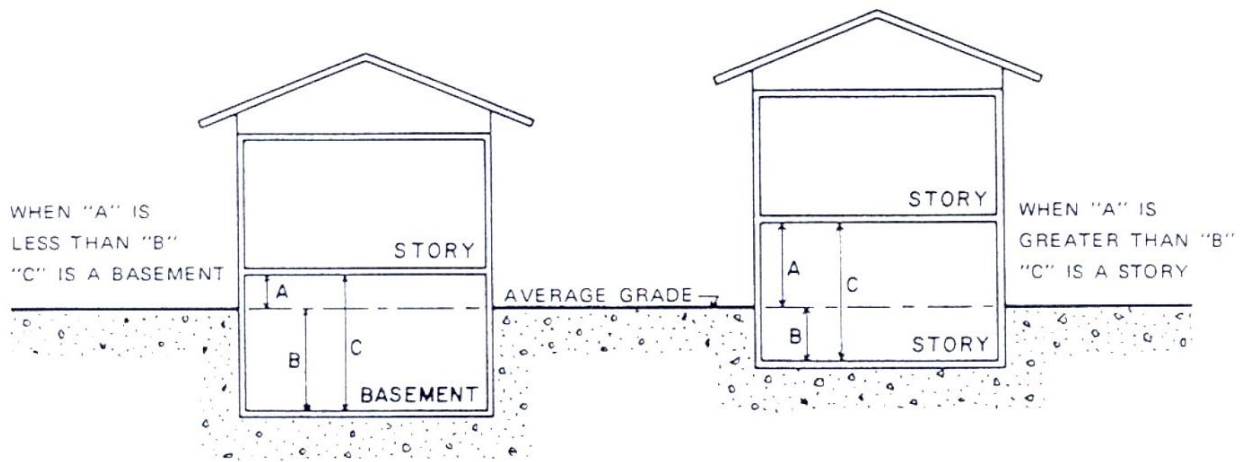 WHEN "A" IS
LESS THAN "B"
"C" IS A BASEMENT
STORY
A
B
C
BASEMENT
AVERAGE GRADE
STORY
A
B
C
STORY
WHEN "A" IS
GREATER THAN "B"
"C" IS A STORY